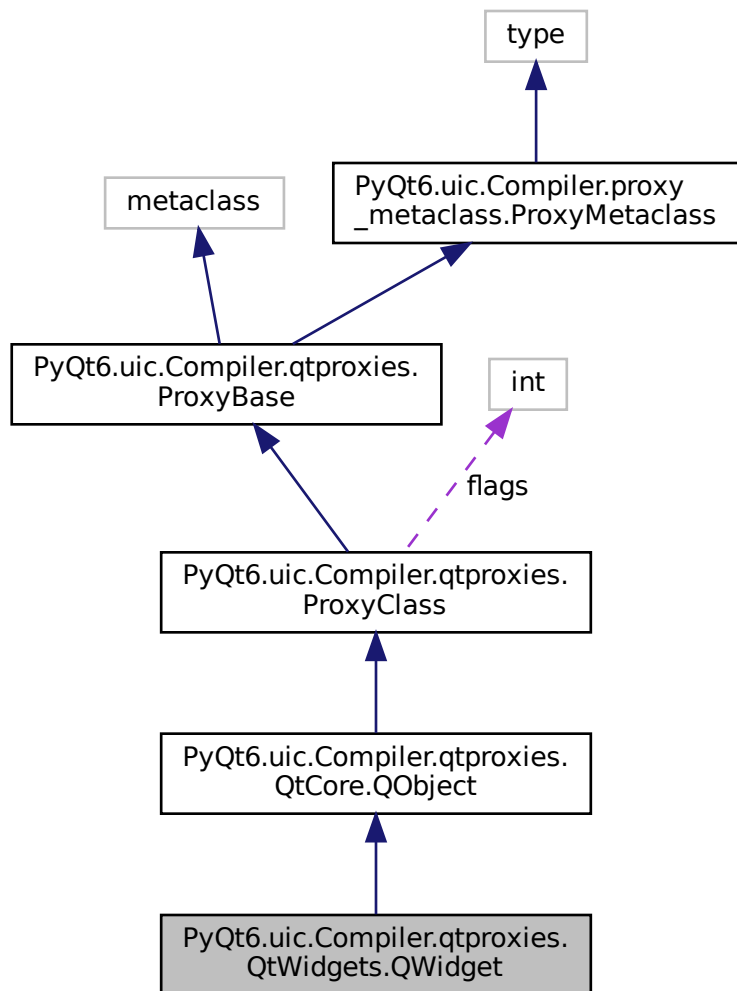 type
PyQt6.uic.Compiler.proxy
_metaclass.ProxyMetaclass
metaclass
PyQt6.uic.Compiler.qtproxies.
ProxyBase
int
flags
PyQt6.uic.Compiler.qtproxies.
ProxyClass
PyQt6.uic.Compiler.qtproxies.
QtCore.QObject
PyQt6.uic.Compiler.qtproxies.
QtWidgets.QWidget